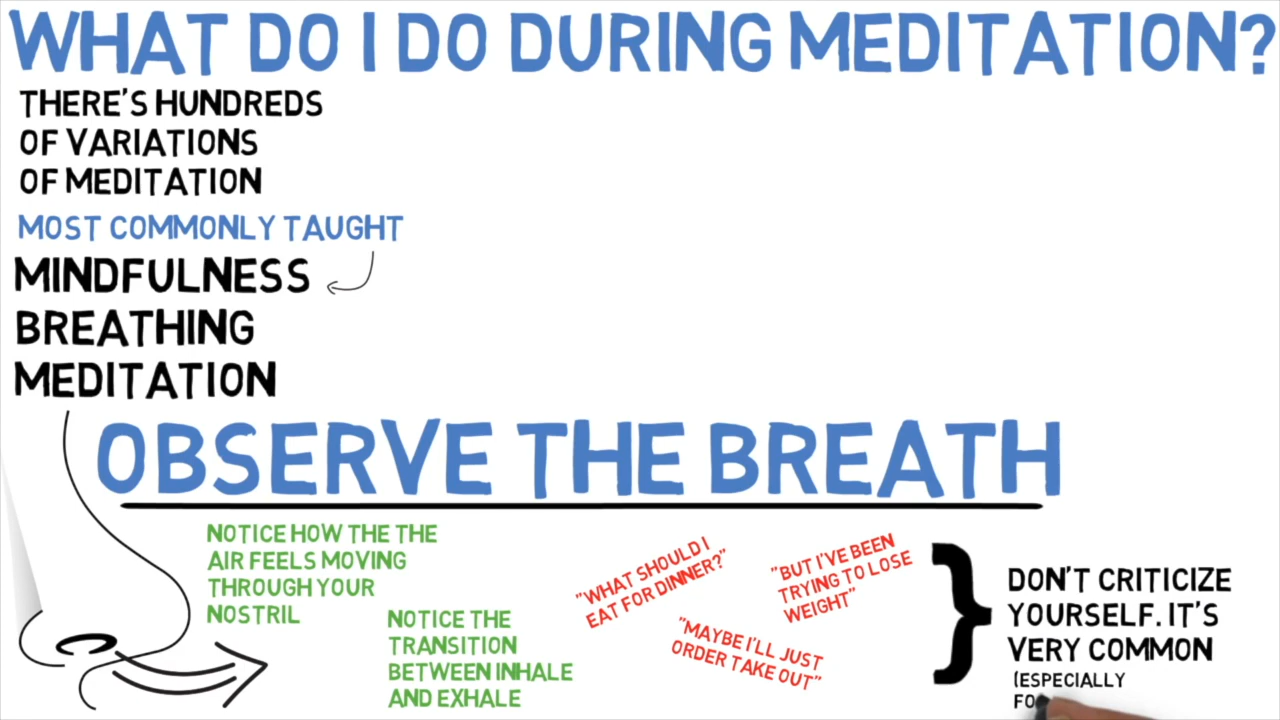 WHAT DO I DO DURING MEDITATION?
THERE'S HUNDREDS
OF VARIATIONS
OF MEDITATION
MOST COMMONLY TAUGHT
MINDFULNESS
BREATHING
MEDITATION
OBSERVE THE BREATH
NOTICE HOW THE THE
AIR FEELS MOVING
THROUGH YOUR
NOSTRIL
NOTICE THE
TRANSITION
BETWEEN INHALE
AND EXHALE
"WHAT SHOULD I
EAT FOR DINNER?"
"MAYBE I'LL JUST
ORDER TAKE OUT"
"BUT I'VE BEEN
TRYING TO LOSE
WEIGHT"
DON'T CRITICIZE
YOURSELF. IT'S
VERY COMMON
(ESPECIALLY